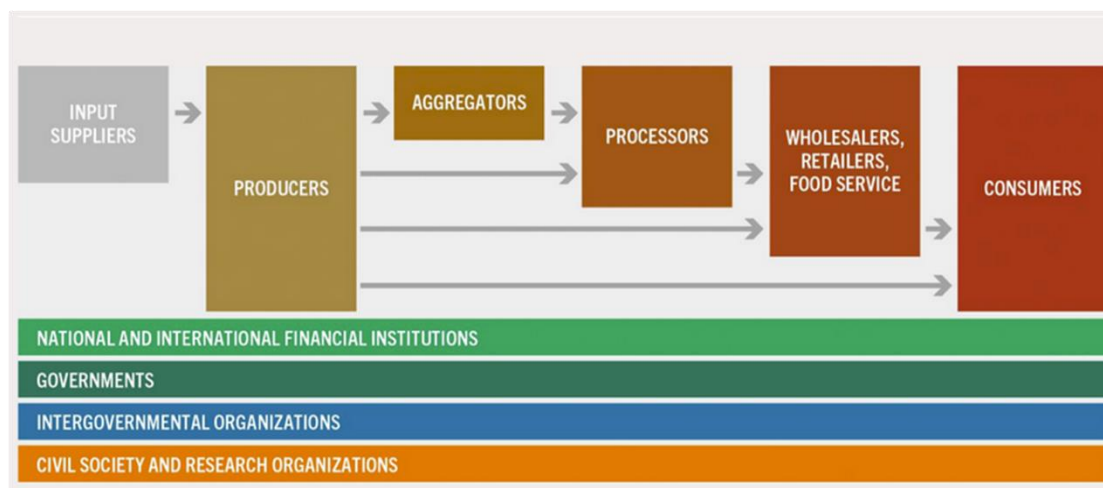 INPUT
SUPPLIERS
PRODUCERS
AGGREGATORS
PROCESSORS
WHOLESALERS,
RETAILERS,
FOOD SERVICE
CONSUMERS
NATIONAL AND INTERNATIONAL FINANCIAL INSTITUTIONS
GOVERNMENTS
INTERGOVERNMENTAL ORGANIZATIONS
CIVIL SOCIETY AND RESEARCH ORGANIZATIONS